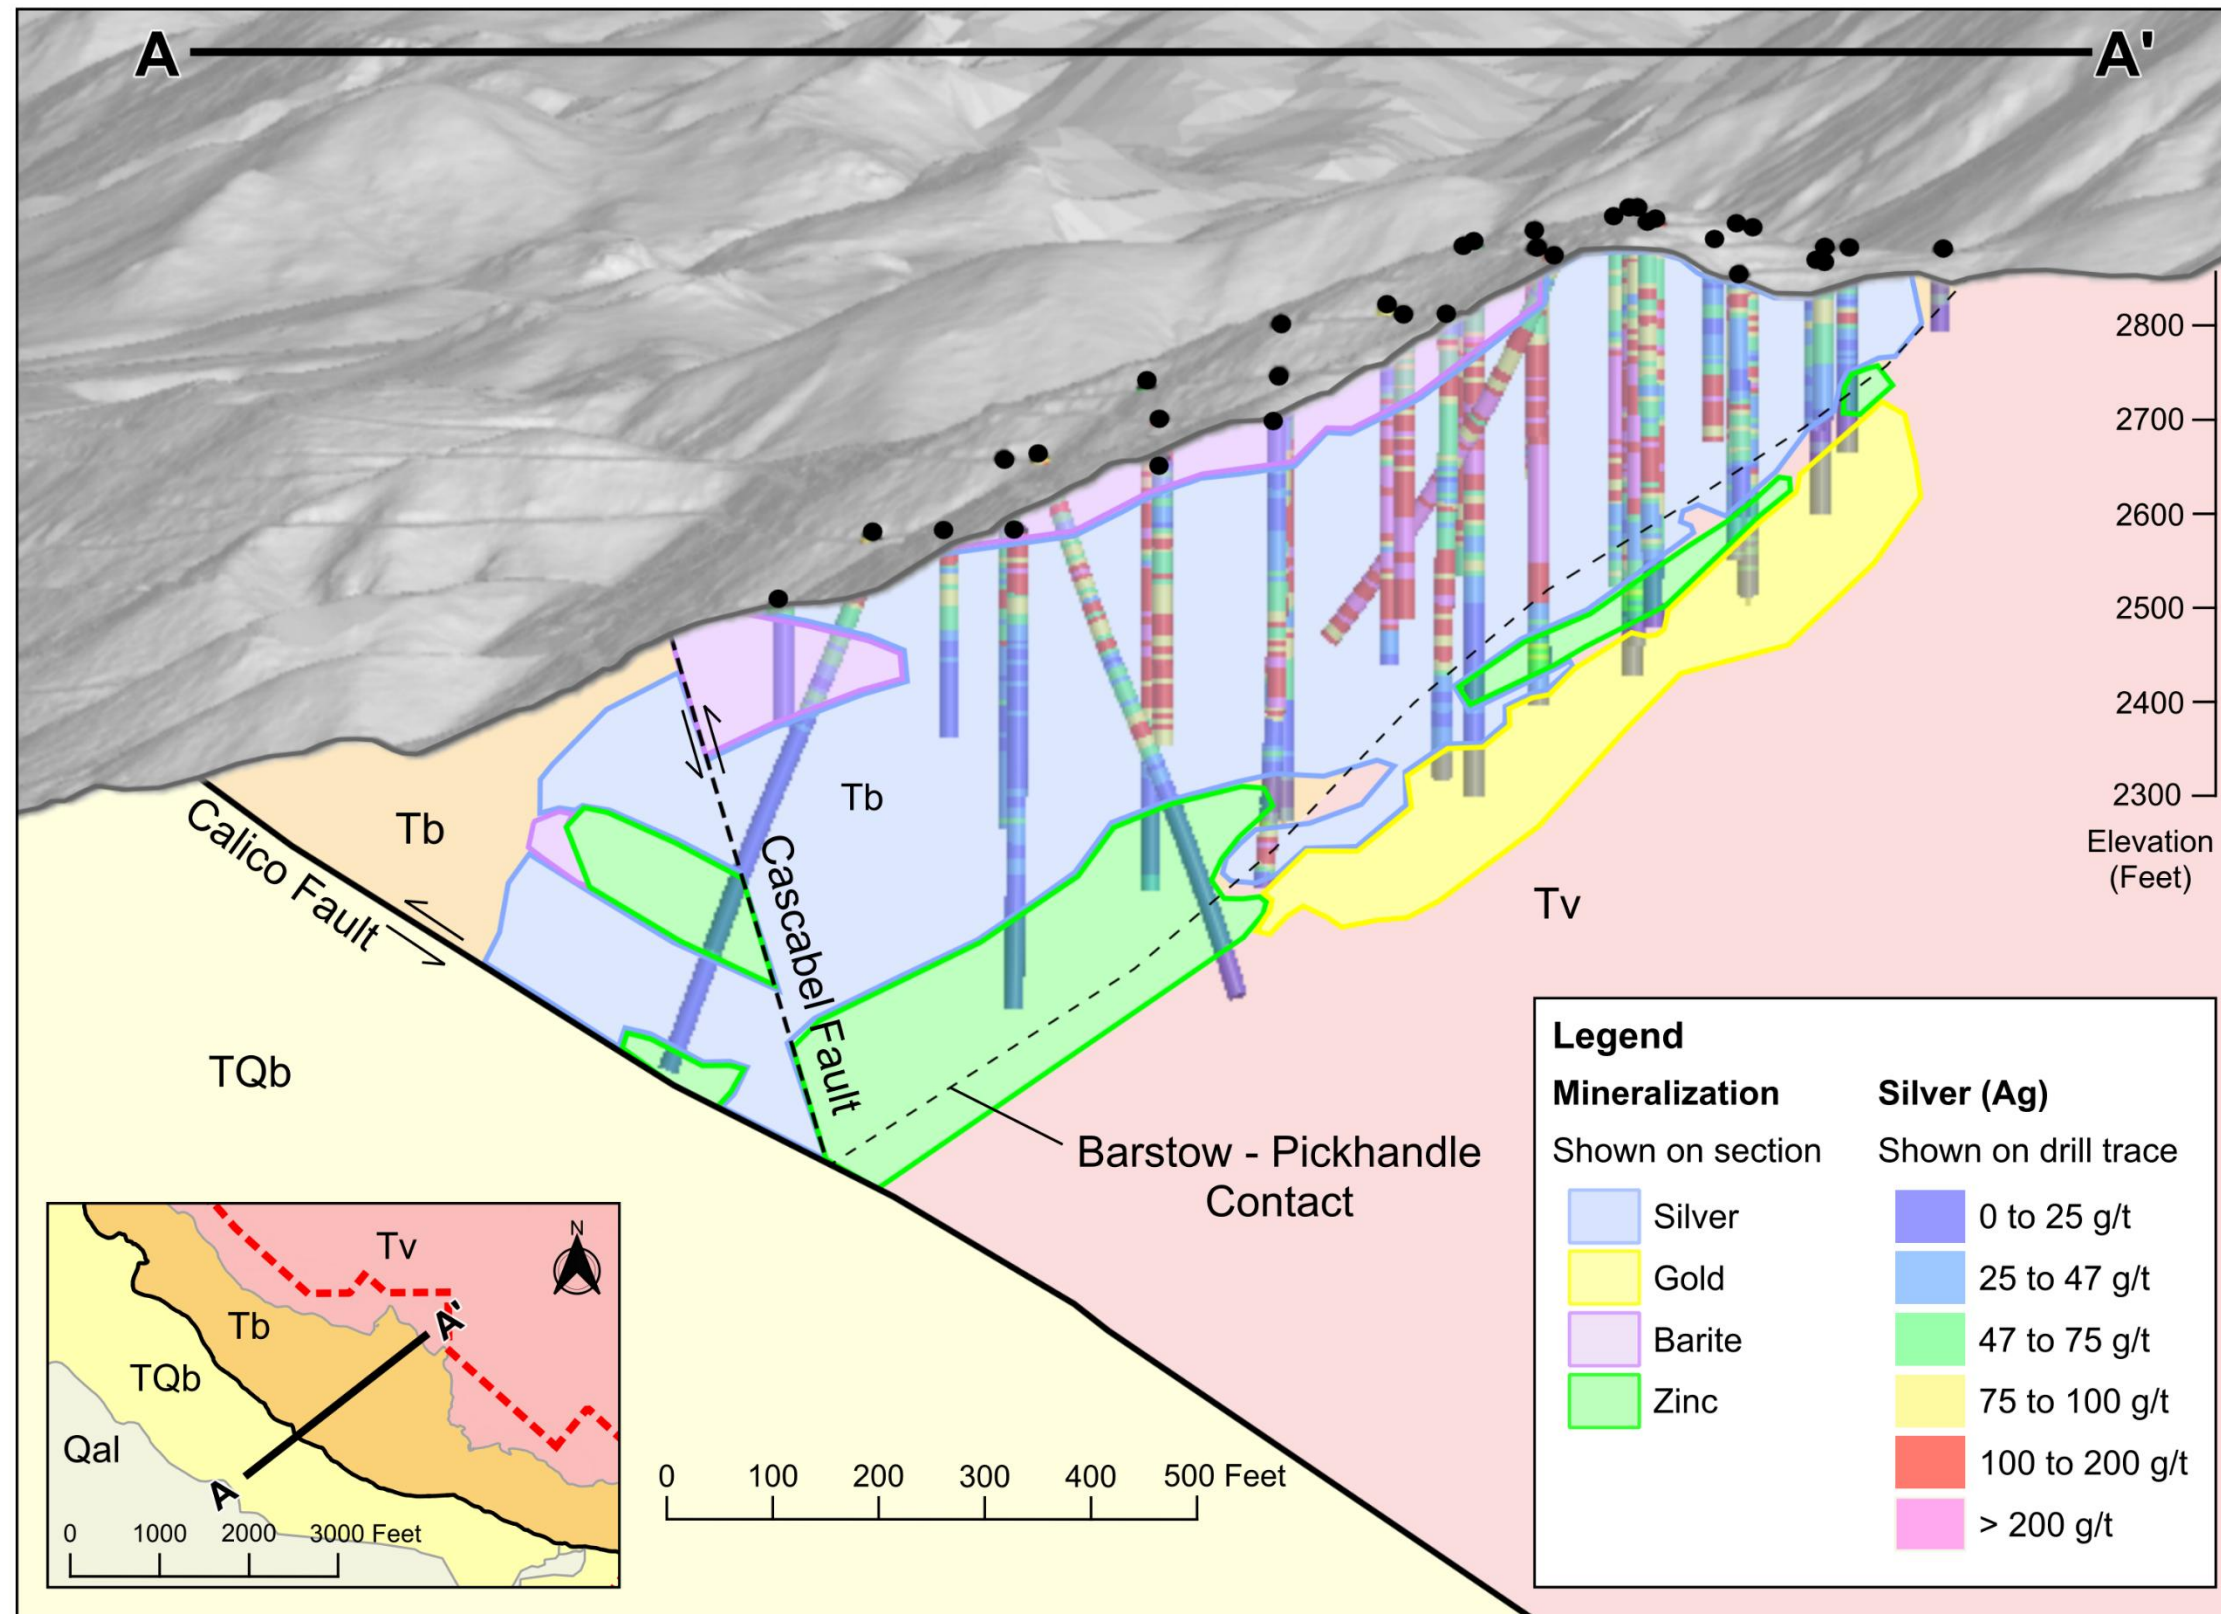 A A'
2800
2700
2600
2500
2400
2300
Elevation
(Feet)
Tb
Tb
Calico Fault
Cascabel Fault
Tv
TQb
Barstow - Pickhandle
Contact
Legend
Mineralization
Shown on section
Silver
Gold
Barite
Zinc
Silver (Ag)
Shown on drill trace
0 to 25 g/t
25 to 47 g/t
47 to 75 g/t
75 to 100 g/t
100 to 200 g/t
> 200 g/t
N
Tv
A'
Tb
TQb
Qal
A
0 1000 2000 3000 Feet
0 100 200 300 400 500 Feet